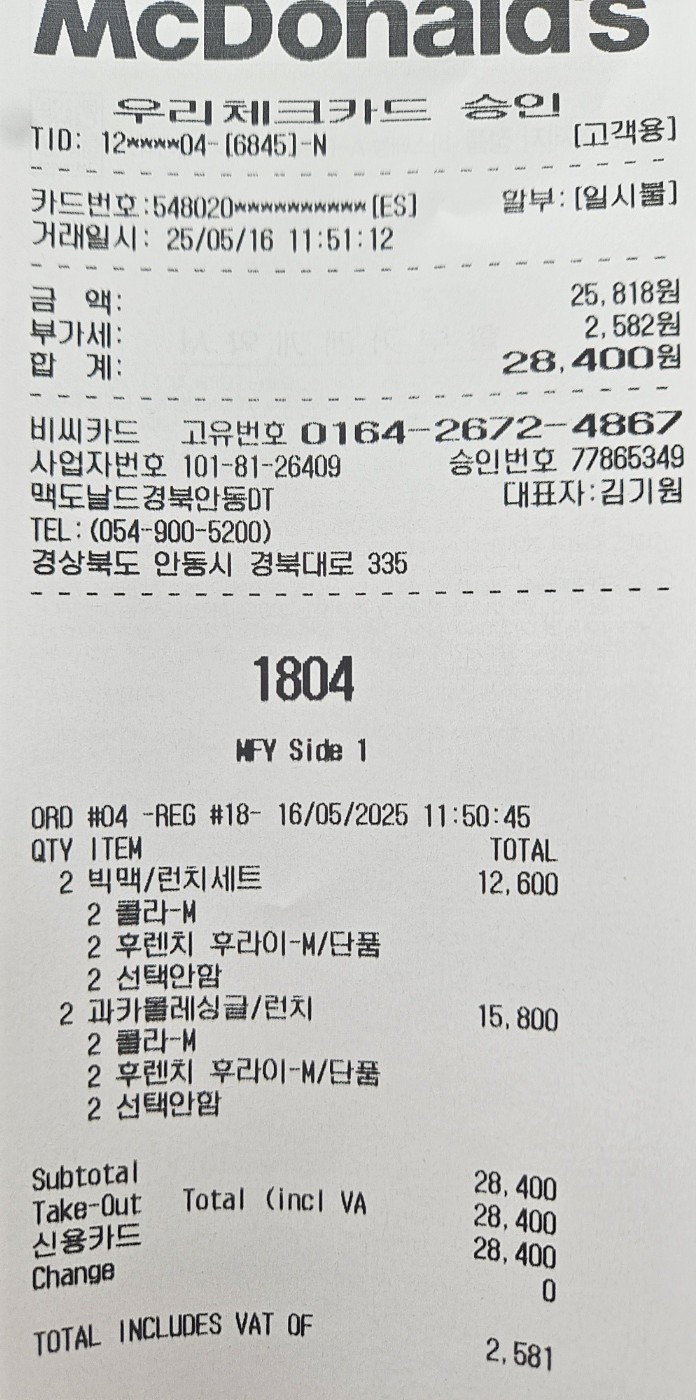 McDonald's
우리체크카드 승인
TID: 12****04-[6845]-N [고객용]
카드번호:548020**********[ES] 할부:[일시불]
거래일시: 25/05/16 11:51:12
금 액: 25,818원
부가세: 2,582원
합 계: 28,400원
비씨카드 고유번호 0164-2672-4867
사업자번호 101-81-26409 승인번호 77865349
맥도날드경북안동DT 대표자:김기원
TEL:(054-900-5200)
경상북도 안동시 경북대로 335
1804
MFY Side 1
ORD #04 -REG #18- 16/05/2025 11:50:45
QTY ITEM TOTAL
2 빅맥/런치세트 12,600
2 콜라-M
2 후렌치 후라이-M/단품
2 선택안함
2 과카몰레싱글/런치 15,800
2 콜라-M
2 후렌치 후라이-M/단품
2 선택안함
Subtotal 28,400
Take-Out Total (incl VA 28,400
신용카드 28,400
Change 0
TOTAL INCLUDES VAT OF 2,581